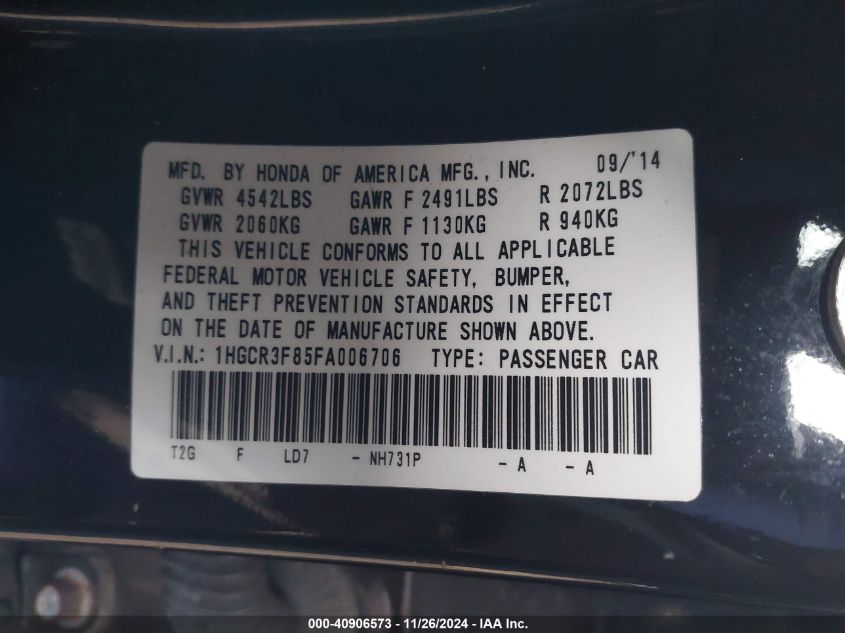 MFD. BY HONDA OF AMERICA MFG., INC. 09/'14
GVWR 4542LBS GAWR F 2491LBS R 2072LBS
GVWR 2060KG GAWR F 1130KG R 940KG
THIS VEHICLE CONFORMS TO ALL APPLICABLE
FEDERAL MOTOR VEHICLE SAFETY, BUMPER,
AND THEFT PREVENTION STANDARDS IN EFFECT
ON THE DATE OF MANUFACTURE SHOWN ABOVE.
V.I.N.: 1HGCR3F85FA006706 TYPE: PASSENGER CAR
T2G F LD7 - NH731P - A - A
000-40906573 - 11/26/2024 - IAA Inc.